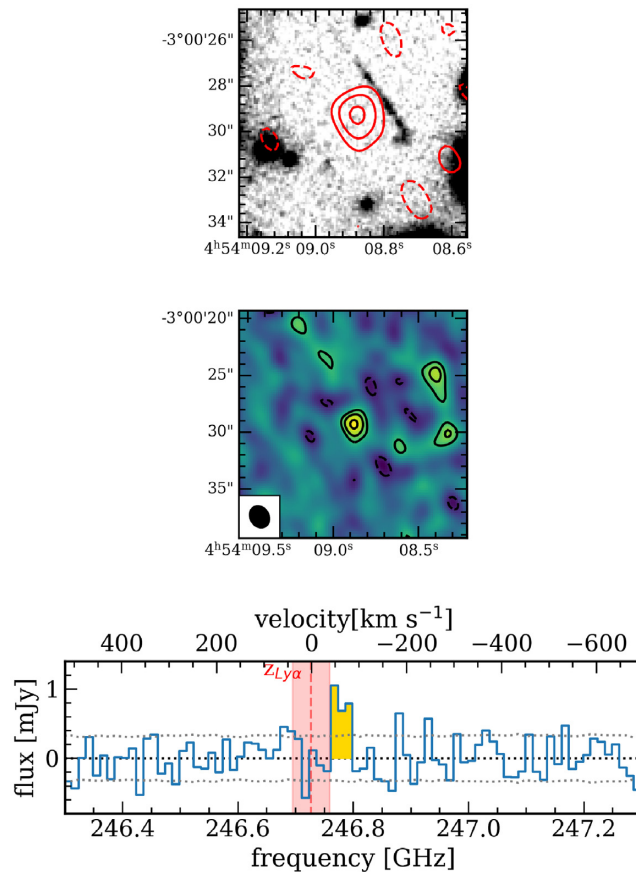 -3°00'26"
28"
30"
32"
34"
4ʰ54ᵐ09.2ˢ 09.0ˢ 08.8ˢ 08.6ˢ
-3°00'20"
25"
30"
35"
4ʰ54ᵐ09.5ˢ 09.0ˢ 08.5ˢ
velocity[km s⁻¹]
400 200 0 −200 −400 −600
z_Lyα
flux [mJy]
1
0
246.4 246.6 246.8 247.0 247.2
frequency [GHz]